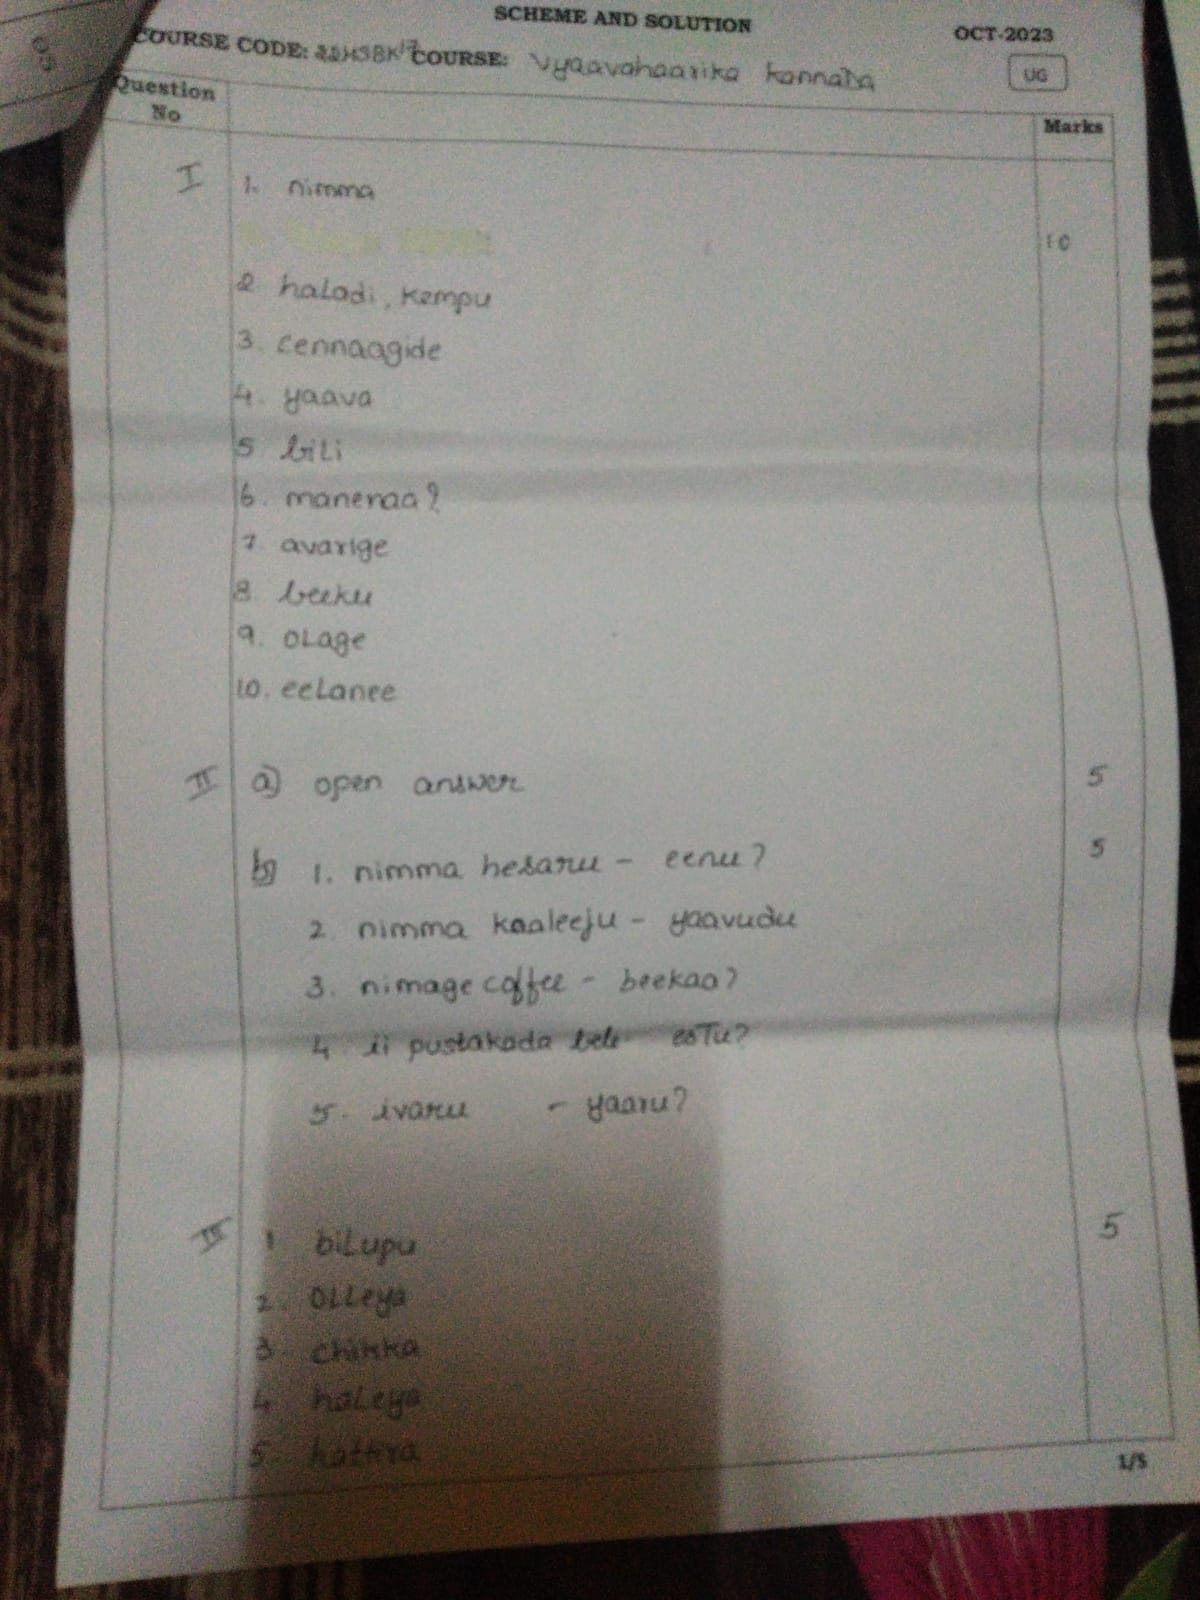 SCHEME AND SOLUTION
OCT-2023
COURSE CODE: 22HSBK17 COURSE: Vyaavahaarika KannaDa
UG
Question No
Marks
I 1. nimma
10
2 haladi, kempu
3. cennaagide
4. yaava
5 biLi
6. manenaa?
7 avarige
8 beeku
9. OLage
10. eeLanee
II a) open answer 5
b) 1. nimma hesaru - eenu? 5
2 nimma kaaleeju - yaavudu
3. nimage coffee - beekaa?
4 ii pustakada bele esTu?
5. ivaru - yaaru?
III 1 biLupu 5
2. OLLeya
3 chikka
4 haLeya
5. hattira
1/5